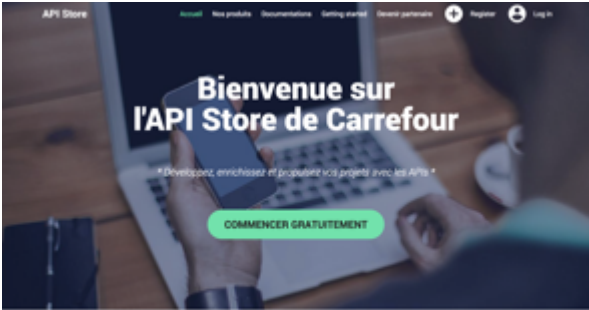 API Store
Accueil Nos produits Documentations Getting started Devenir partenaire Register Log in
Bienvenue sur
l'API Store de Carrefour
* Développez, enrichissez et propulsez vos projets avec les APIs *
COMMENCER GRATUITEMENT